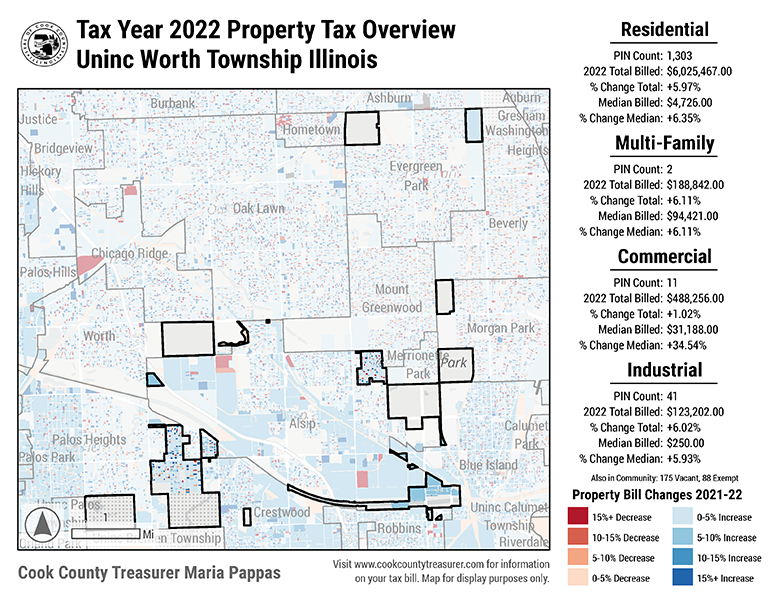 Tax Year 2022 Property Tax Overview
Uninc Worth Township Illinois
Burbank
Ashburn
Auburn
Gresham
Justice
Hometown
Washington
Heights
Bridgeview
Hickory
Hills
Evergreen
Park
Oak Lawn
Beverly
Chicago Ridge
Palos Hills
Mount
Greenwood
Worth
Morgan Park
Merrionette
Park
Park
Alsip
Calumet
Park
Palos Heights
Palos Park
Blue Island
Uninc Palos
Crestwood
Uninc Calumet
Township
Robbins
Riverdale
Orland Park
en Township
1
Mi
Residential
PIN Count: 1,303
2022 Total Billed: $6,025,467.00
% Change Total: +5.97%
Median Billed: $4,726.00
% Change Median: +6.35%
Multi-Family
PIN Count: 2
2022 Total Billed: $188,842.00
% Change Total: +6.11%
Median Billed: $94,421.00
% Change Median: +6.11%
Commercial
PIN Count: 11
2022 Total Billed: $488,256.00
% Change Total: +1.02%
Median Billed: $31,188.00
% Change Median: +34.54%
Industrial
PIN Count: 41
2022 Total Billed: $123,202.00
% Change Total: +6.02%
Median Billed: $250.00
% Change Median: +5.93%
Also in Community: 175 Vacant, 88 Exempt
Property Bill Changes 2021-22
15%+ Decrease
10-15% Decrease
5-10% Decrease
0-5% Decrease
0-5% Increase
5-10% Increase
10-15% Increase
15%+ Increase
Cook County Treasurer Maria Pappas
Visit www.cookcountytreasurer.com for information
on your tax bill. Map for display purposes only.